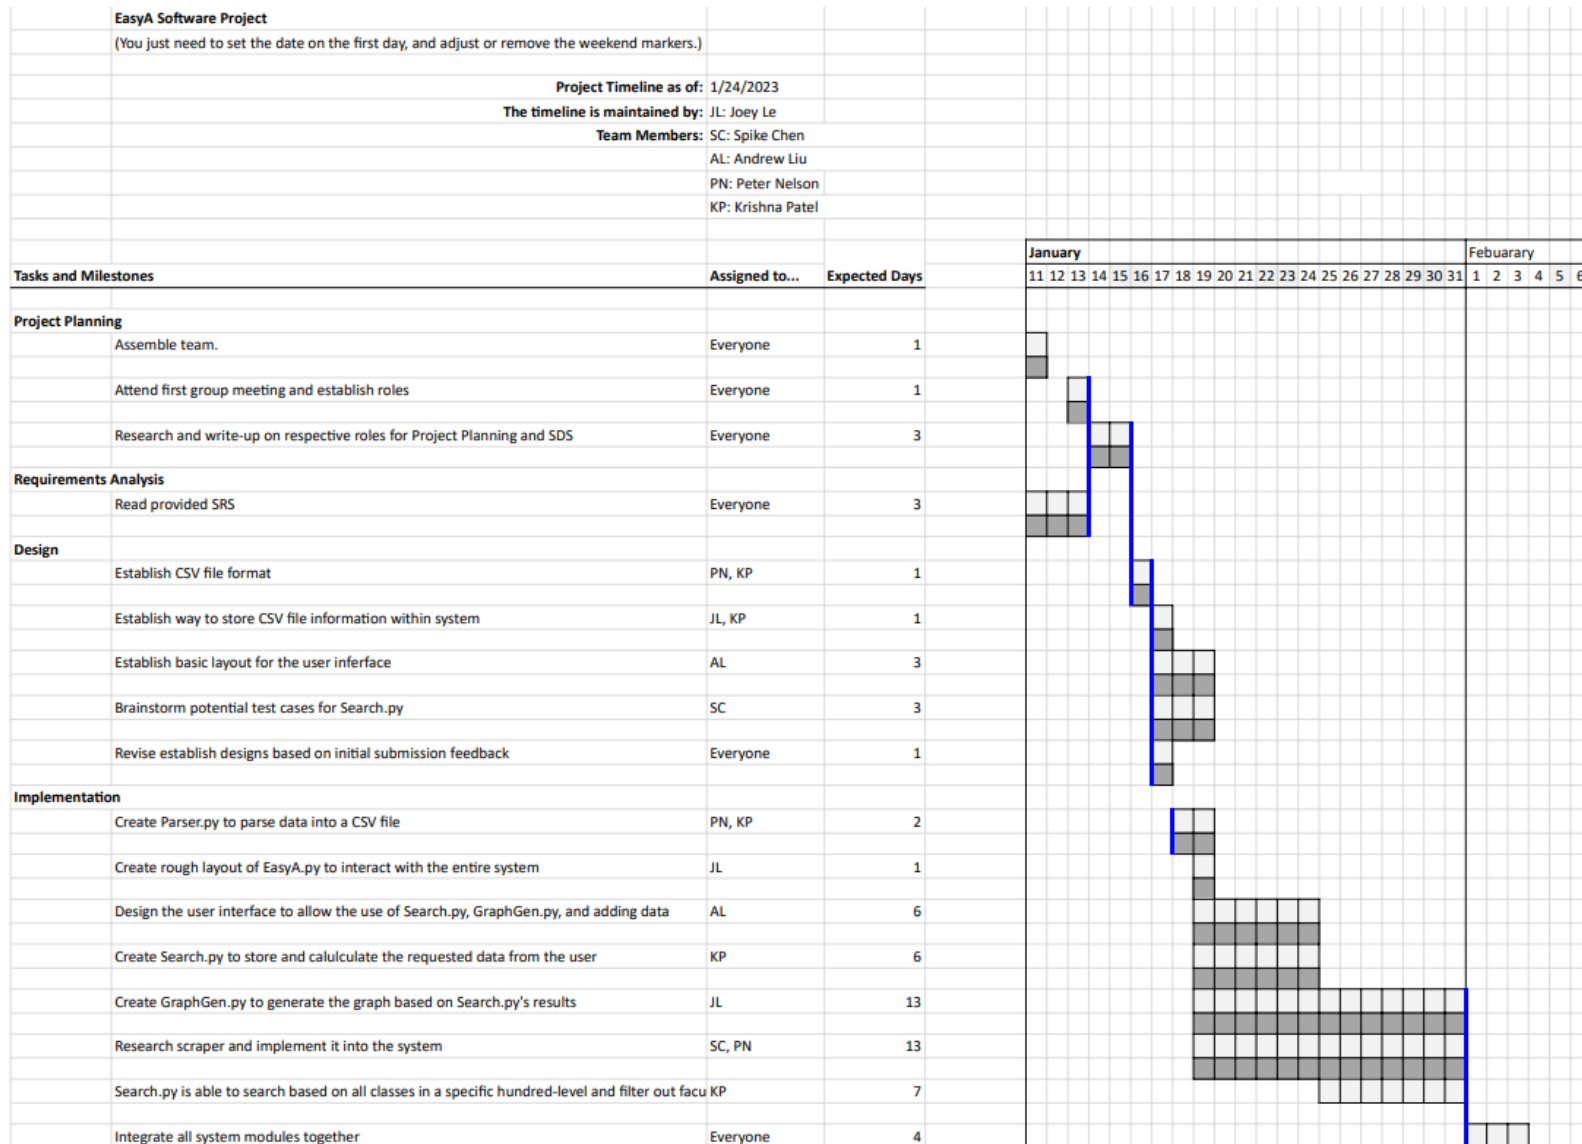 EasyA Software Project
(You just need to set the date on the first day, and adjust or remove the weekend markers.)
Project Timeline as of: 1/24/2023
The timeline is maintained by: JL: Joey Le
Team Members: SC: Spike Chen
AL: Andrew Liu
PN: Peter Nelson
KP: Krishna Patel
January Febuarary
Tasks and Milestones Assigned to... Expected Days 11 12 13 14 15 16 17 18 19 20 21 22 23 24 25 26 27 28 29 30 31 1 2 3 4 5 6
Project Planning
Assemble team. Everyone 1
Attend first group meeting and establish roles Everyone 1
Research and write-up on respective roles for Project Planning and SDS Everyone 3
Requirements Analysis
Read provided SRS Everyone 3
Design
Establish CSV file format PN, KP 1
Establish way to store CSV file information within system JL, KP 1
Establish basic layout for the user inferface AL 3
Brainstorm potential test cases for Search.py SC 3
Revise establish designs based on initial submission feedback Everyone 1
Implementation
Create Parser.py to parse data into a CSV file PN, KP 2
Create rough layout of EasyA.py to interact with the entire system JL 1
Design the user interface to allow the use of Search.py, GraphGen.py, and adding data AL 6
Create Search.py to store and calulculate the requested data from the user KP 6
Create GraphGen.py to generate the graph based on Search.py's results JL 13
Research scraper and implement it into the system SC, PN 13
Search.py is able to search based on all classes in a specific hundred-level and filter out facu KP 7
Integrate all system modules together Everyone 4